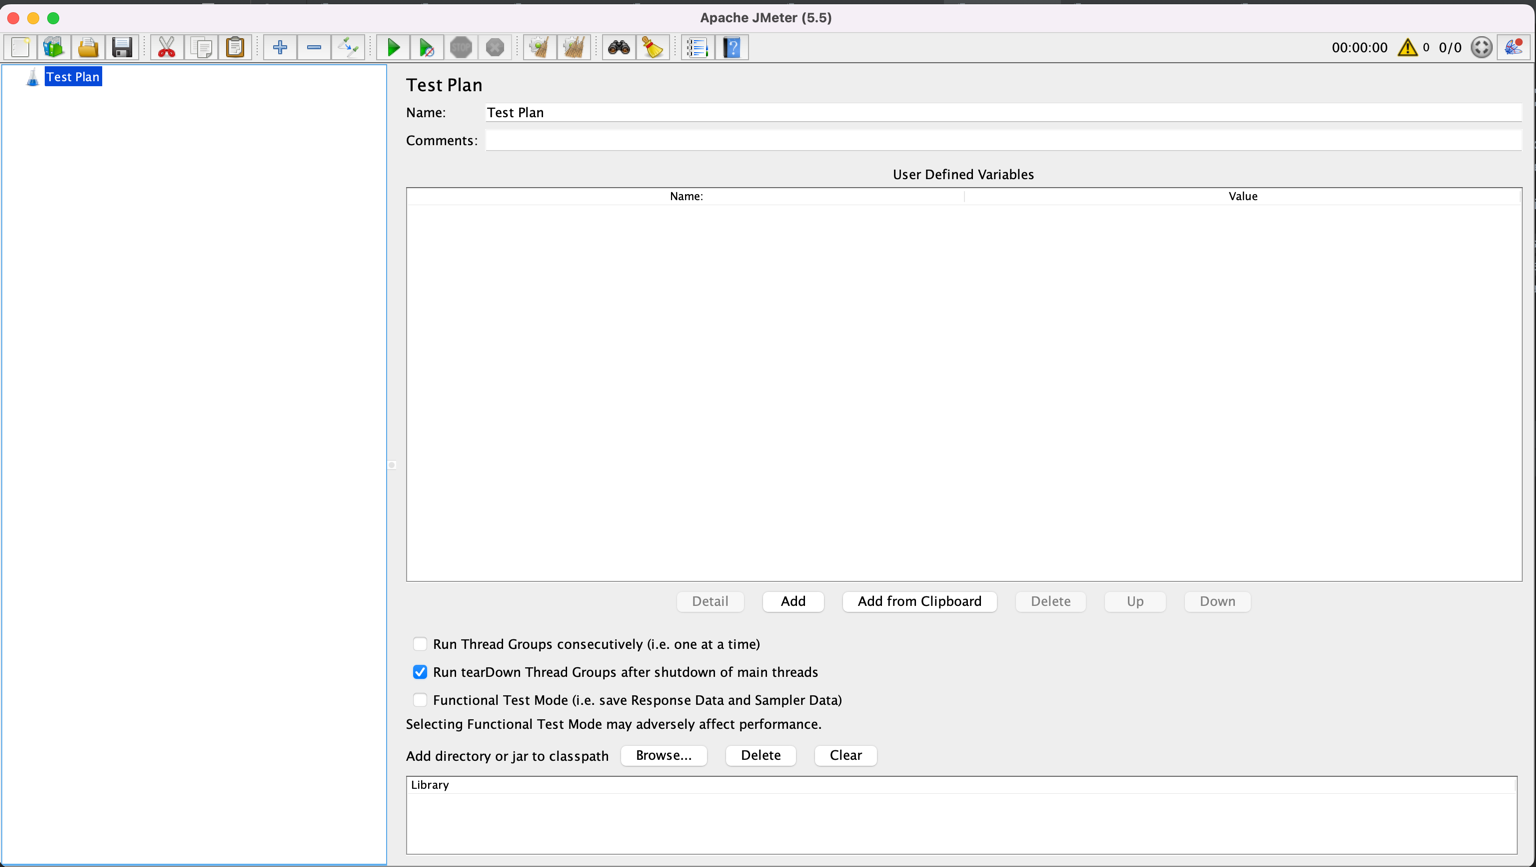 Apache JMeter (5.5)
STOP
00:00:00 0 0/0
Test Plan
Test Plan
Name: Test Plan
Comments:
User Defined Variables
Name: Value
Detail Add Add from Clipboard Delete Up Down
Run Thread Groups consecutively (i.e. one at a time)
Run tearDown Thread Groups after shutdown of main threads
Functional Test Mode (i.e. save Response Data and Sampler Data)
Selecting Functional Test Mode may adversely affect performance.
Add directory or jar to classpath Browse... Delete Clear
Library